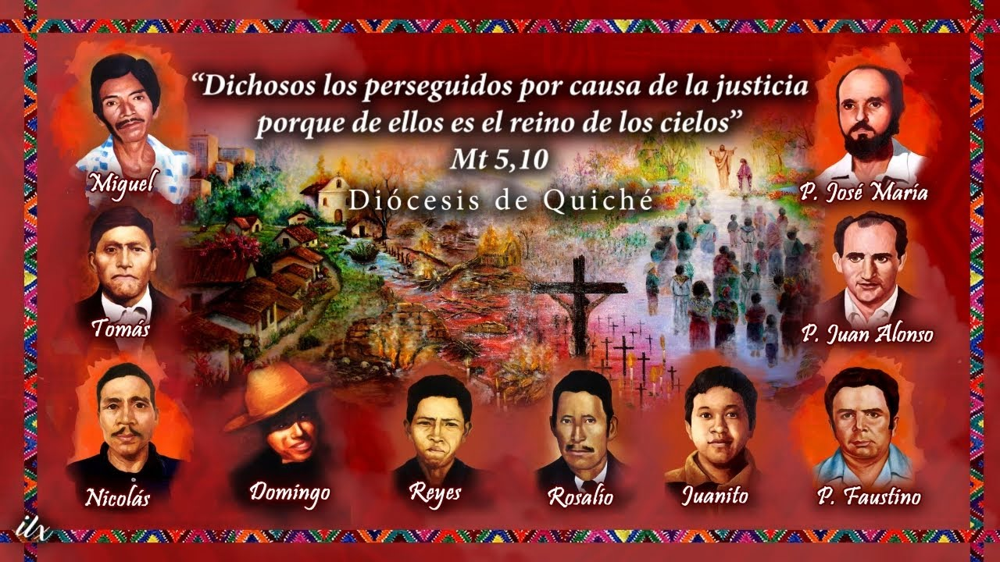 “Dichosos los perseguidos por causa de la justicia
porque de ellos es el reino de los cielos”
Mt 5,10
Diócesis de Quiché
Miguel
P. José María
Tomás
P. Juan Alonso
Nicolás
Domingo
Reyes
Rosalío
Juanito
P. Faustino
ilx